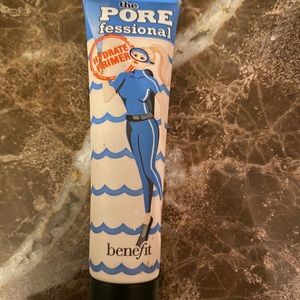 the
PORE
fessional
HYDRATE
PRIMER
benefit